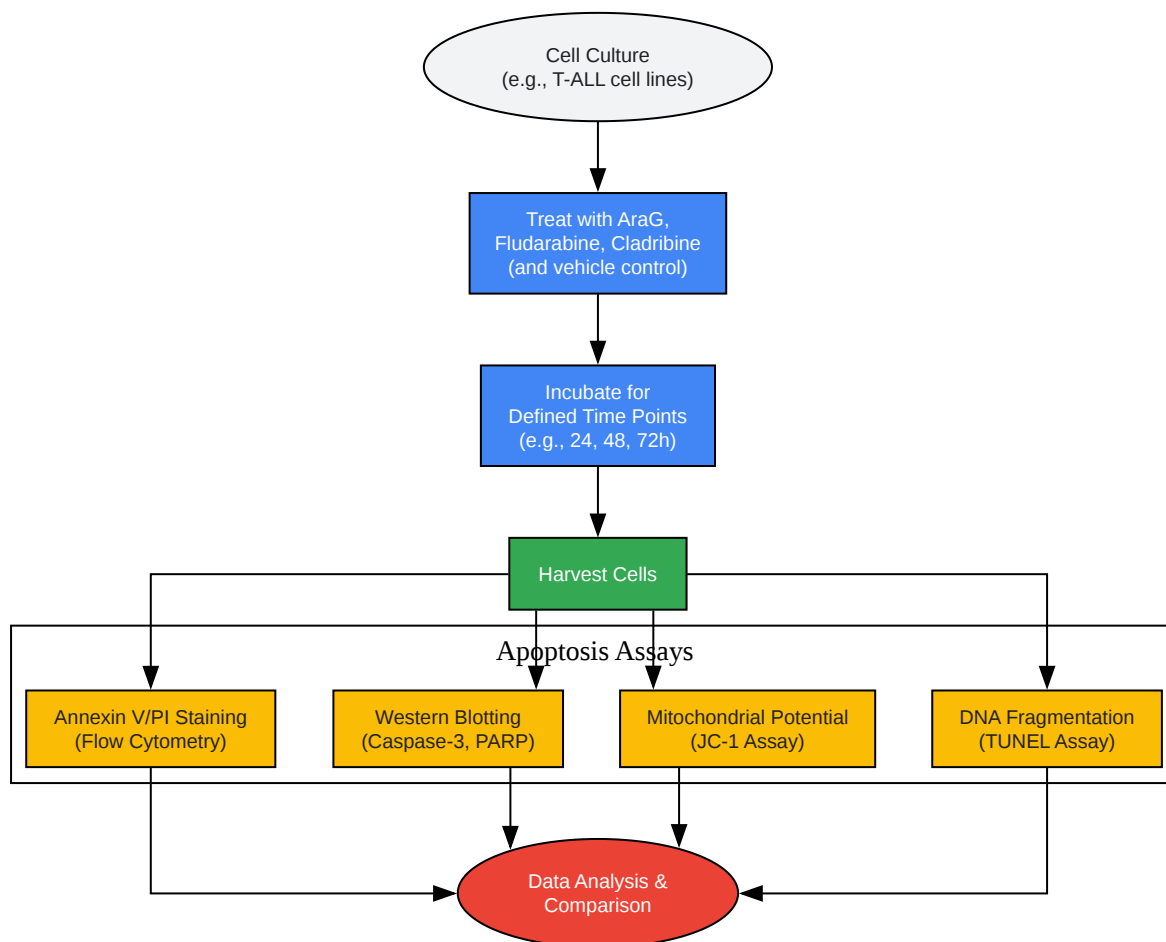 Cell Culture
(e.g., T-ALL cell lines)
Treat with AraG,
Fludarabine, Cladribine
(and vehicle control)
Incubate for
Defined Time Points
(e.g., 24, 48, 72h)
Harvest Cells
Apoptosis Assays
Annexin V/PI Staining
(Flow Cytometry)
Western Blotting
(Caspase-3, PARP)
Mitochondrial Potential
(JC-1 Assay)
DNA Fragmentation
(TUNEL Assay)
Data Analysis &
Comparison